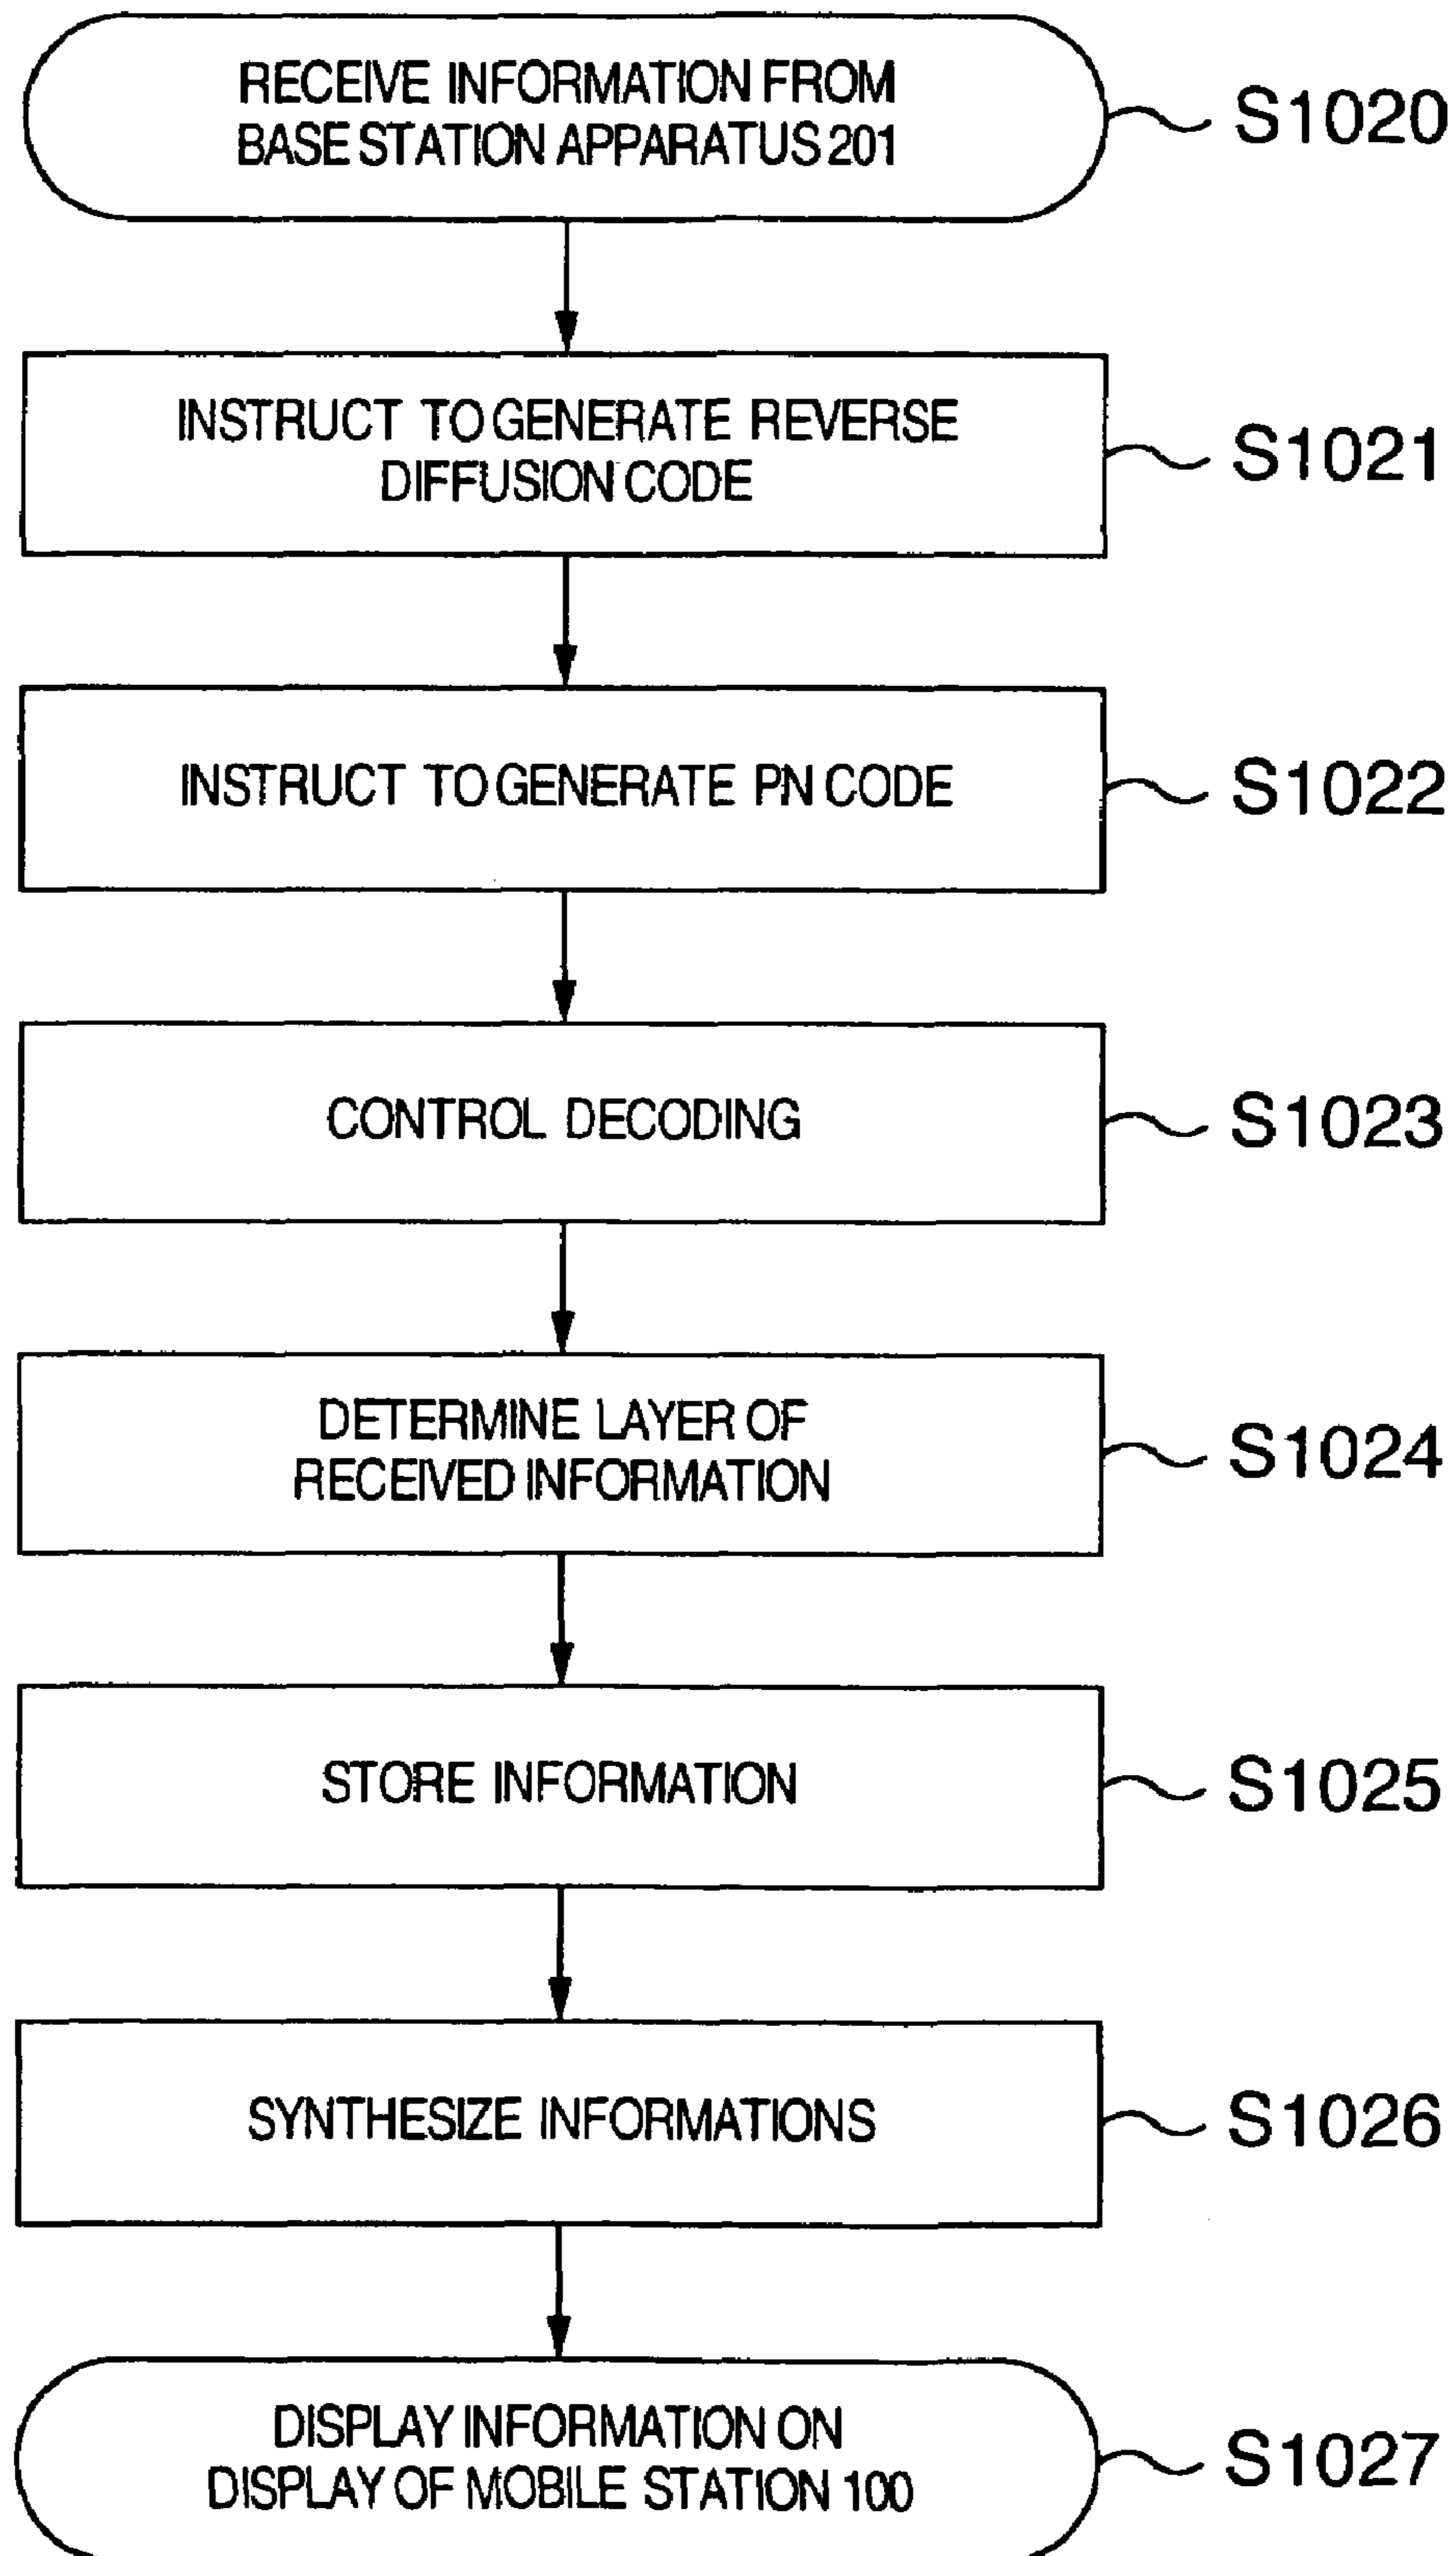 RECEIVE INFORMATION FROM
BASE STATION APPARATUS 201
S1020
INSTRUCT TO GENERATE REVERSE
DIFFUSION CODE
S1021
INSTRUCT TO GENERATE PN CODE
S1022
CONTROL DECODING
S1023
DETERMINE LAYER OF
RECEIVED INFORMATION
S1024
STORE INFORMATION
S1025
SYNTHESIZE INFORMATIONS
S1026
DISPLAY INFORMATION ON
DISPLAY OF MOBILE STATION 100
S1027